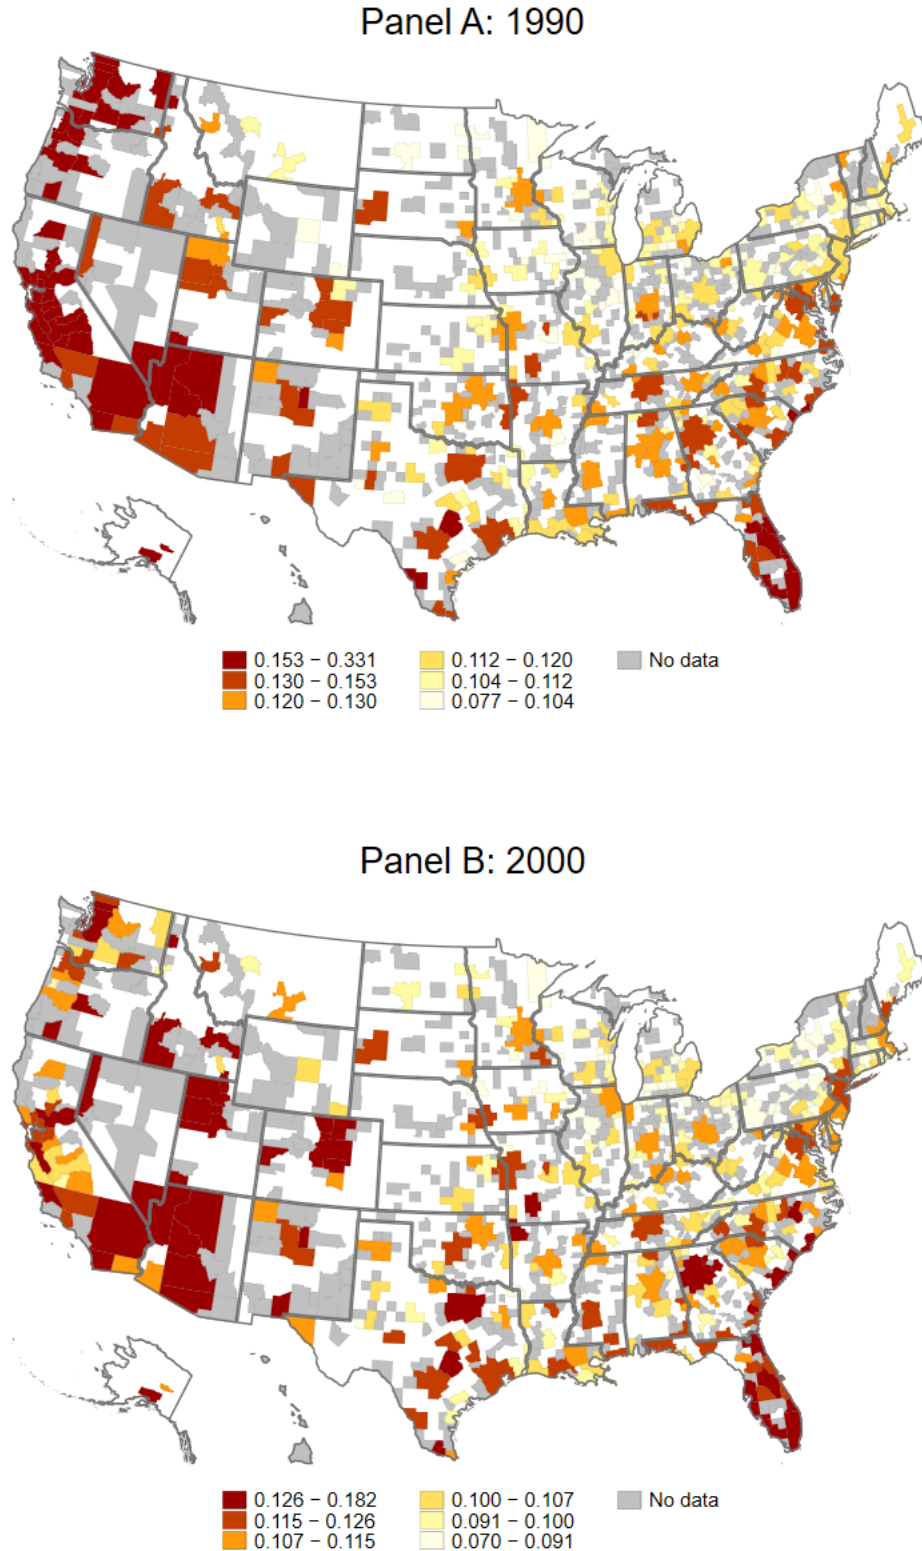 Panel A: 1990
0.153 − 0.331 0.112 − 0.120 No data
0.130 − 0.153 0.104 − 0.112
0.120 − 0.130 0.077 − 0.104
Panel B: 2000
0.126 − 0.182 0.100 − 0.107 No data
0.115 − 0.126 0.091 − 0.100
0.107 − 0.115 0.070 − 0.091